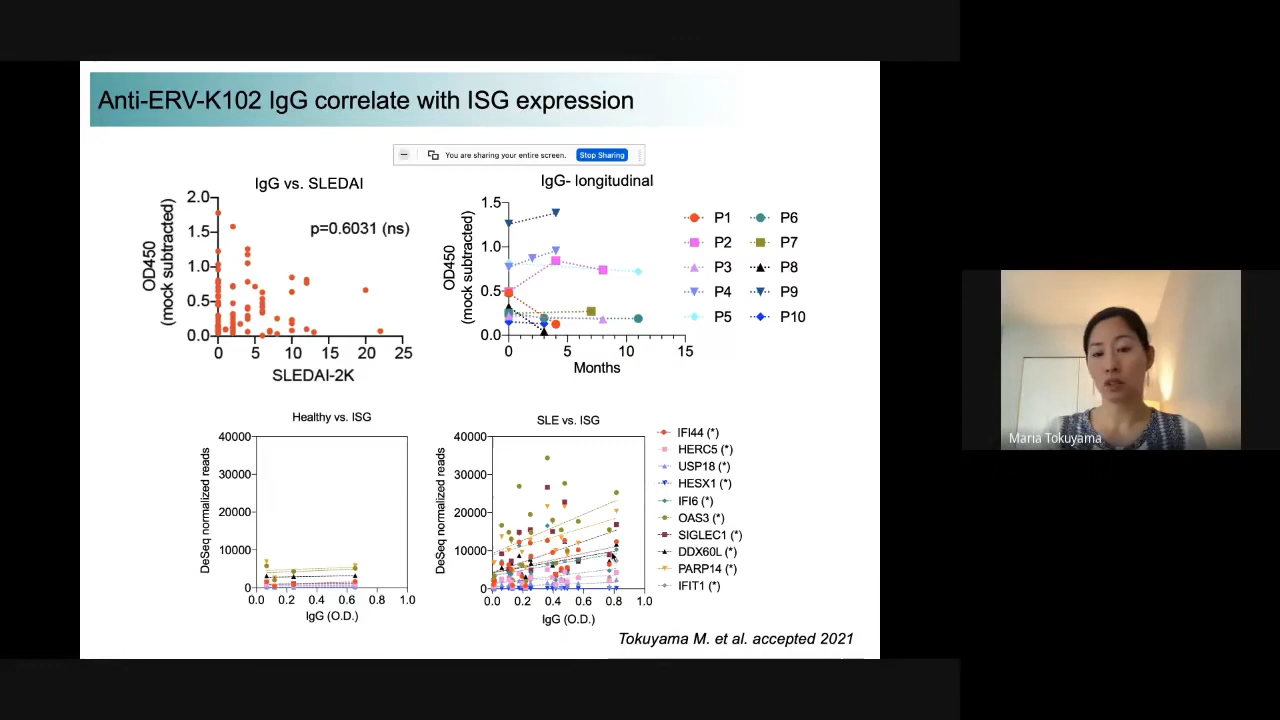 Anti-ERV-K102 IgG correlate with ISG expression
You are sharing your entire screen.
Stop Sharing
IgG vs. SLEDAI
p=0.6031 (ns)
OD450
(mock subtracted)
2.0
1.5
1.0
0.5
0.0
0 5 10 15 20 25
SLEDAI-2K
IgG- longitudinal
OD450
(mock subtracted)
1.5
1.0
0.5
0.0
0 5 10 15
Months
P1 P6
P2 P7
P3 P8
P4 P9
P5 P10
Healthy vs. ISG
DeSeq normalized reads
40000
30000
20000
10000
0
0.0 0.2 0.4 0.6 0.8 1.0
IgG (O.D.)
SLE vs. ISG
DeSeq normalized reads
40000
30000
20000
10000
0
0.0 0.2 0.4 0.6 0.8 1.0
IgG (O.D.)
IFI44 (*)
HERC5 (*)
USP18 (*)
HESX1 (*)
IFI6 (*)
OAS3 (*)
SIGLEC1 (*)
DDX60L (*)
PARP14 (*)
IFIT1 (*)
Tokuyama M. et al. accepted 2021
Maria Tokuyama